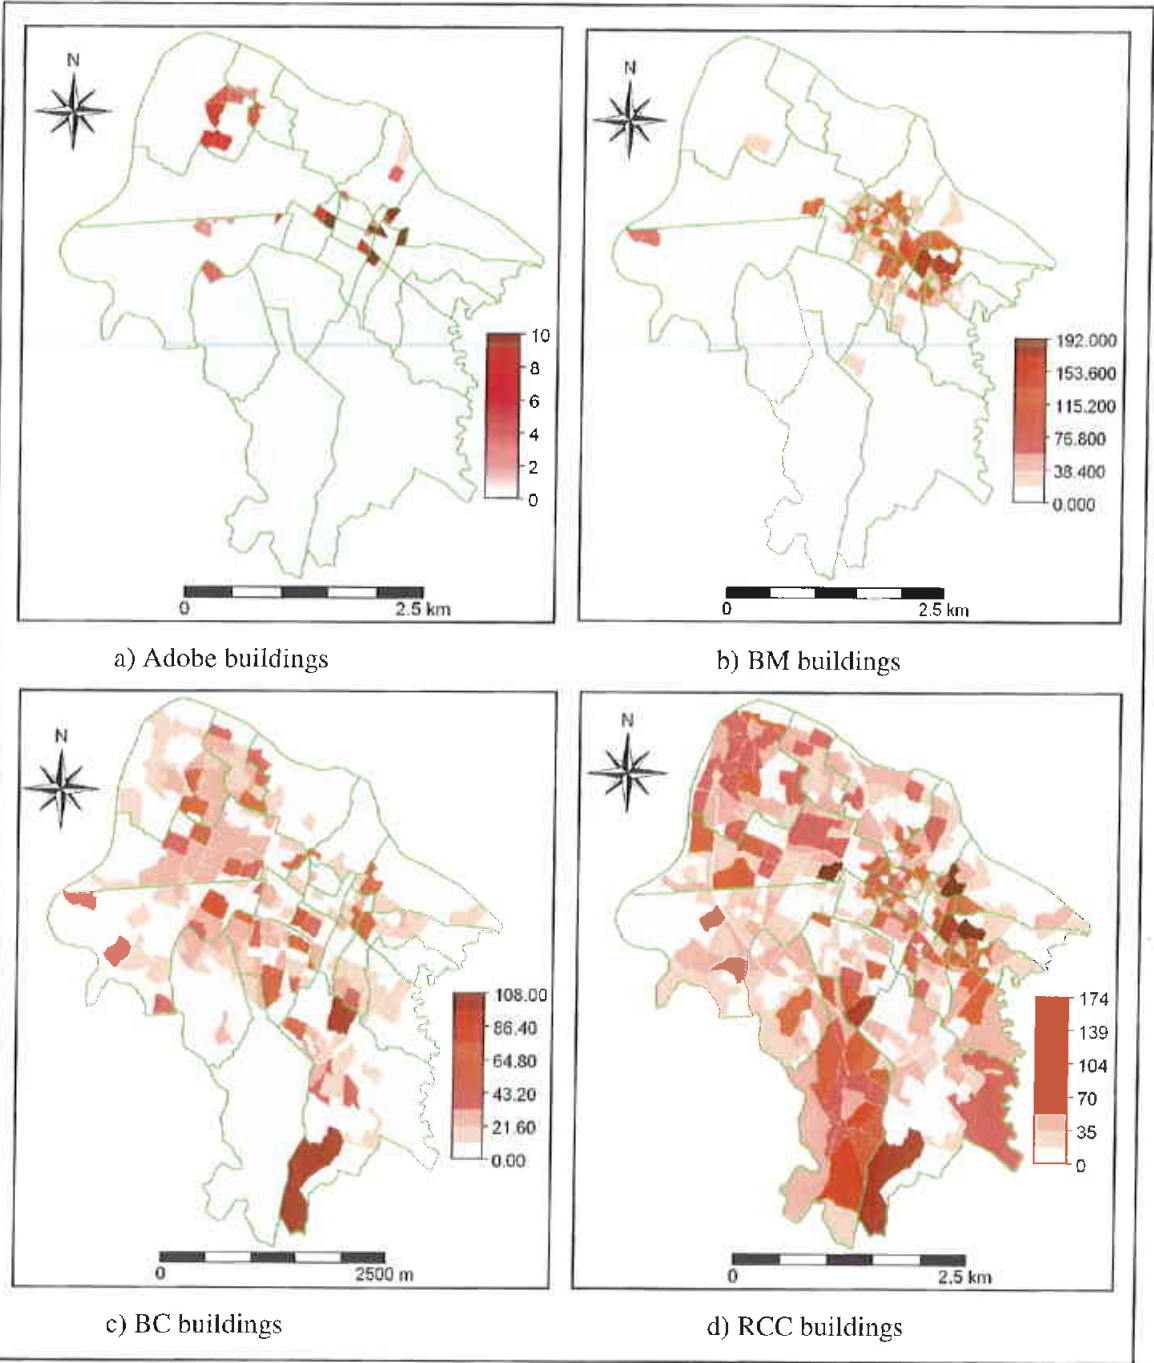 N
10
8
6
4
2
0
0 2.5 km
a) Adobe buildings
N
192.000
153.600
115.200
76.800
38.400
0.000
0 2.5 km
b) BM buildings
N
108.00
86.40
64.80
43.20
21.60
0.00
0 2500 m
c) BC buildings
N
174
139
104
70
35
0
0 2.5 km
d) RCC buildings